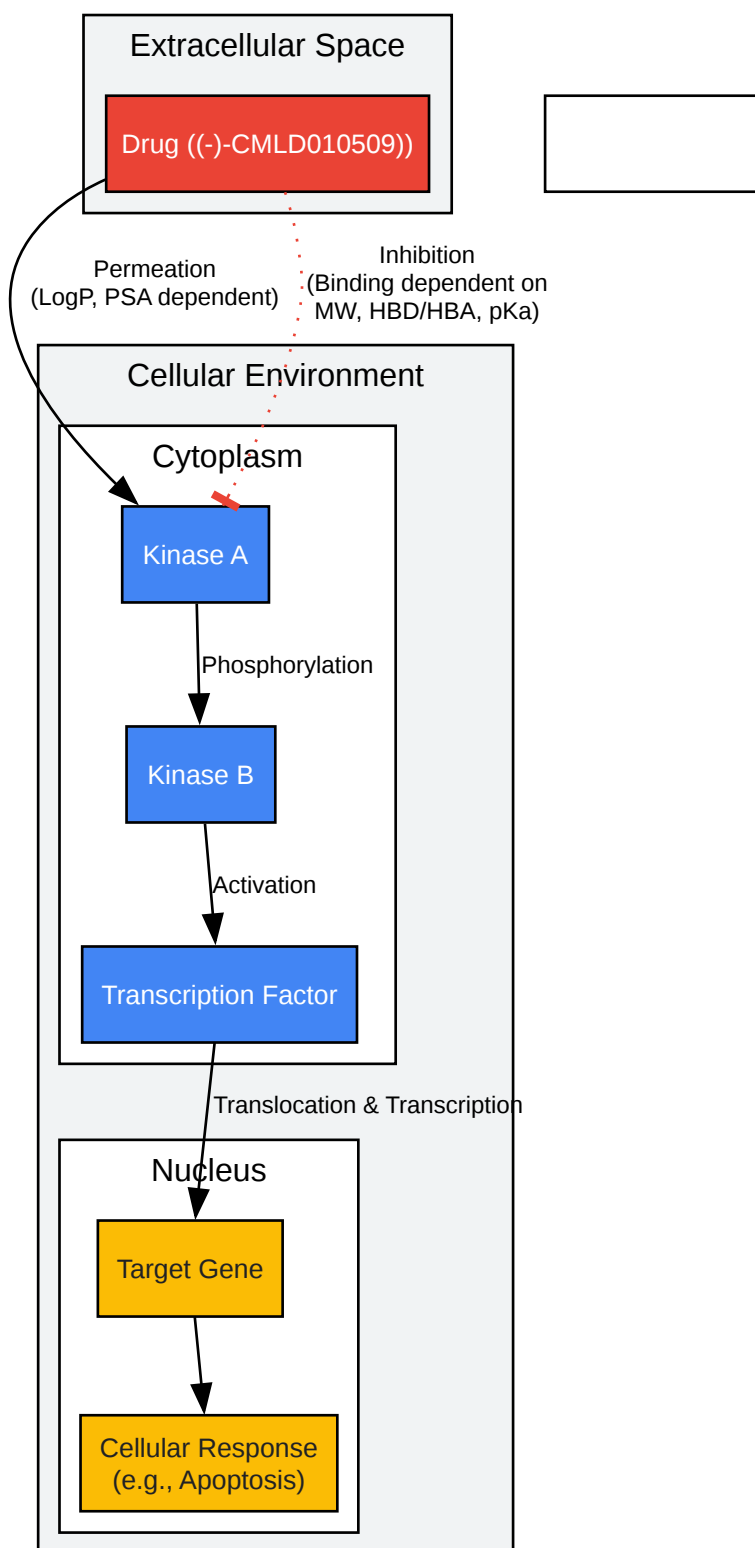 Extracellular Space
Drug ((-)-CMLD010509))
Permeation
(LogP, PSA dependent)
Inhibition
(Binding dependent on
MW, HBD/HBA, pKa)
Cellular Environment
Cytoplasm
Kinase A
Phosphorylation
Kinase B
Activation
Transcription Factor
Translocation & Transcription
Nucleus
Target Gene
Cellular Response
(e.g., Apoptosis)